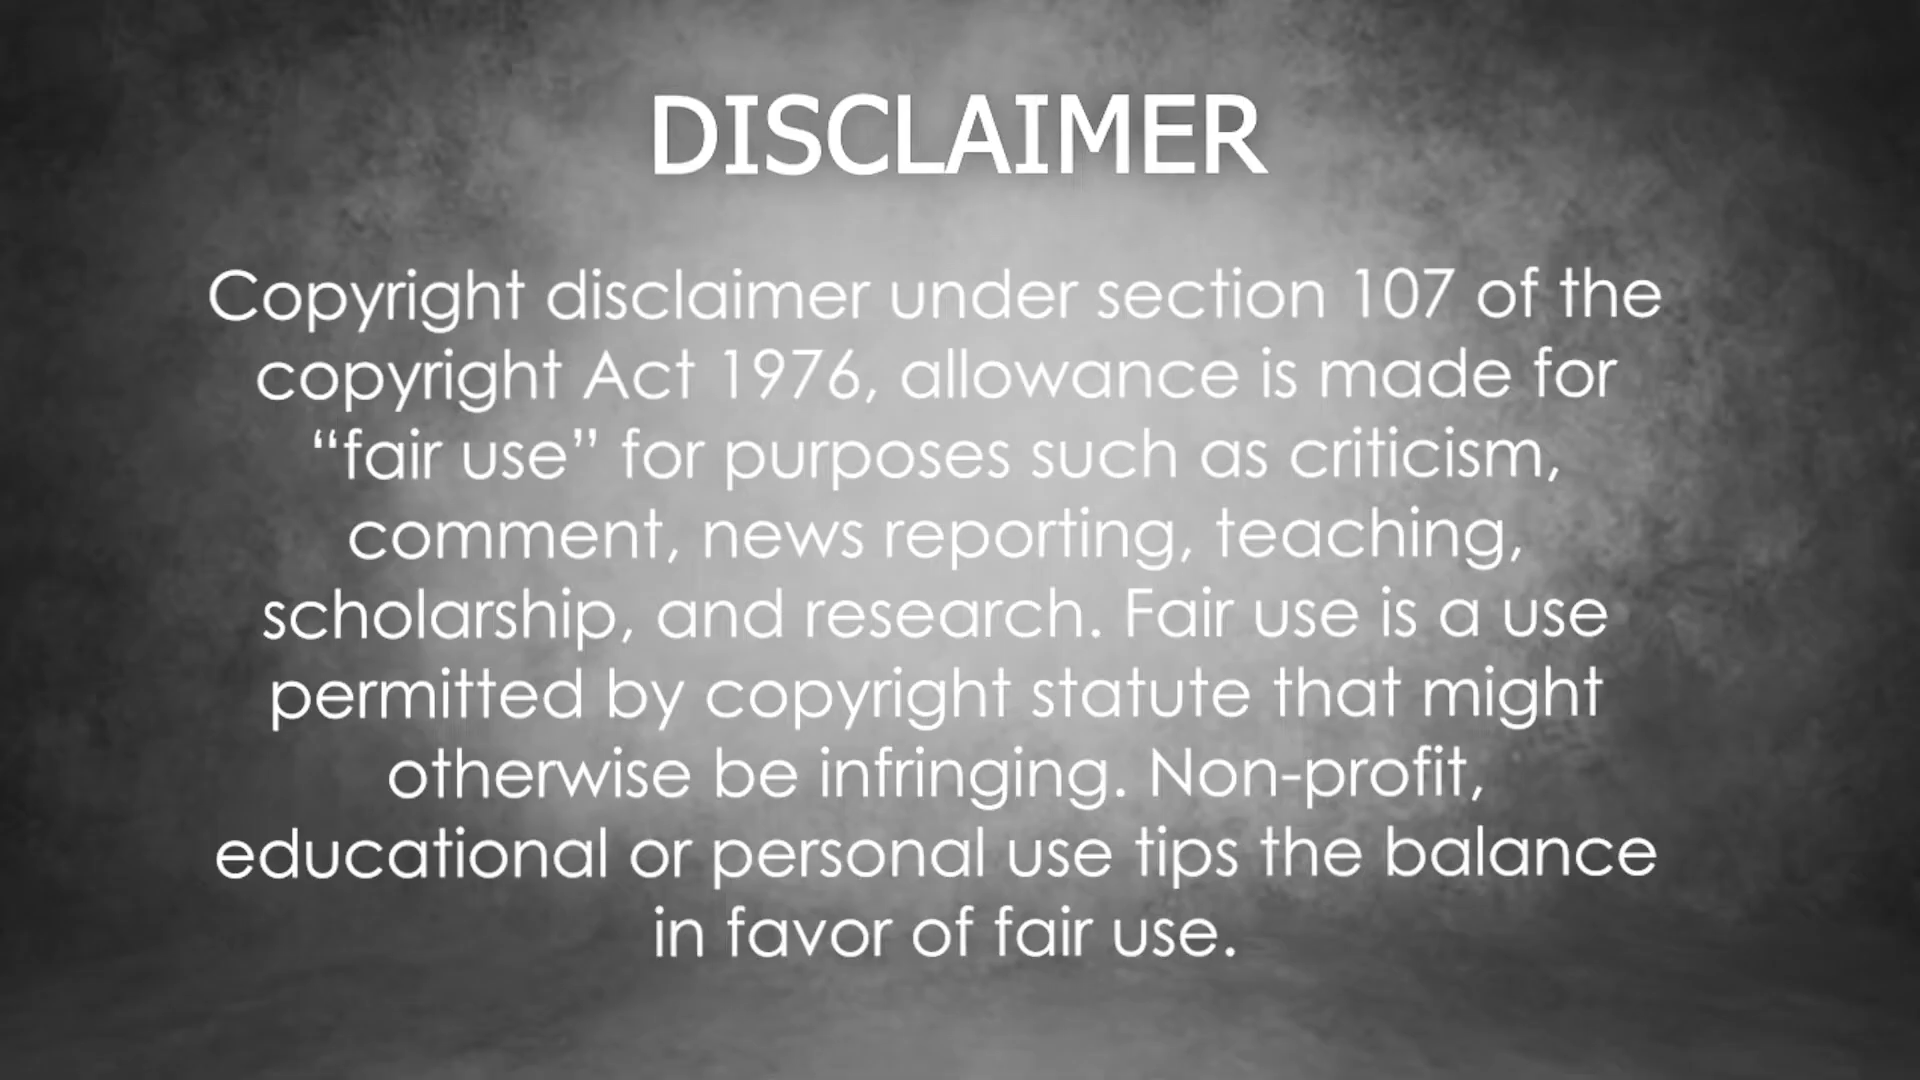 DISCLAIMER
Copyright disclaimer under section 107 of the
copyright Act 1976, allowance is made for
“fair use” for purposes such as criticism,
comment, news reporting, teaching,
scholarship, and research. Fair use is a use
permitted by copyright statute that might
otherwise be infringing. Non-profit,
educational or personal use tips the balance
in favor of fair use.